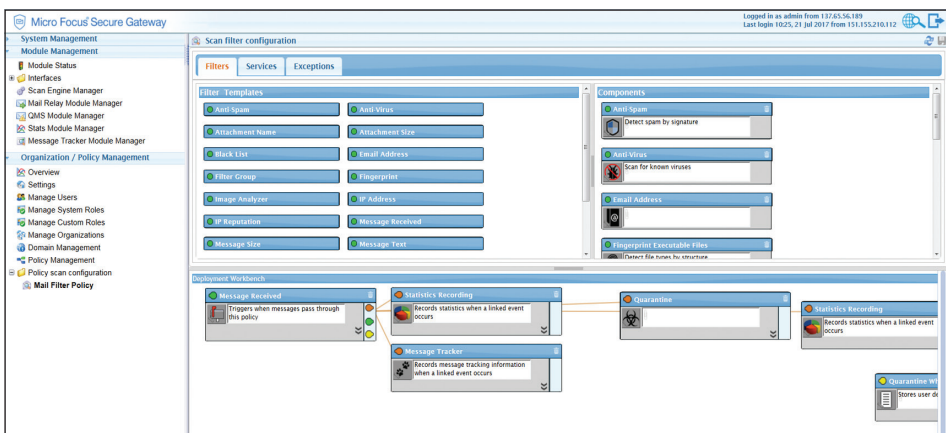 Micro Focus® Secure Gateway
Logged in as admin from 137.65.56.189
Last login 10:25, 21 Jul 2017 from 151.155.210.112
System Management
Module Management
Module Status
Interfaces
Scan Engine Manager
Mail Relay Module Manager
QMS Module Manager
Stats Module Manager
Message Tracker Module Manager
Organization / Policy Management
Overview
Settings
Manage Users
Manage System Roles
Manage Custom Roles
Manage Organizations
Domain Management
Policy Management
Policy scan configuration
Mail Filter Policy
Scan filter configuration
Filters
Services
Exceptions
Filter Templates
Anti-Spam
Anti-Virus
Attachment Name
Attachment Size
Black List
Email Address
Filter Group
Fingerprint
Image Analyzer
IP Address
IP Reputation
Message Received
Message Size
Message Text
Components
Anti-Spam
Detect spam by signature
Anti-Virus
Scan for known viruses
Email Address
Fingerprint Executable Files
Detect file types by structure
Deployment Workbench
Message Received
Triggers when messages pass through
this policy
Statistics Recording
Records statistics when a linked event
occurs
Message Tracker
Records message tracking information
when a linked event occurs
Quarantine
Statistics Recording
Records statistics when a linked event
occurs
Quarantine Wh
Stores user de